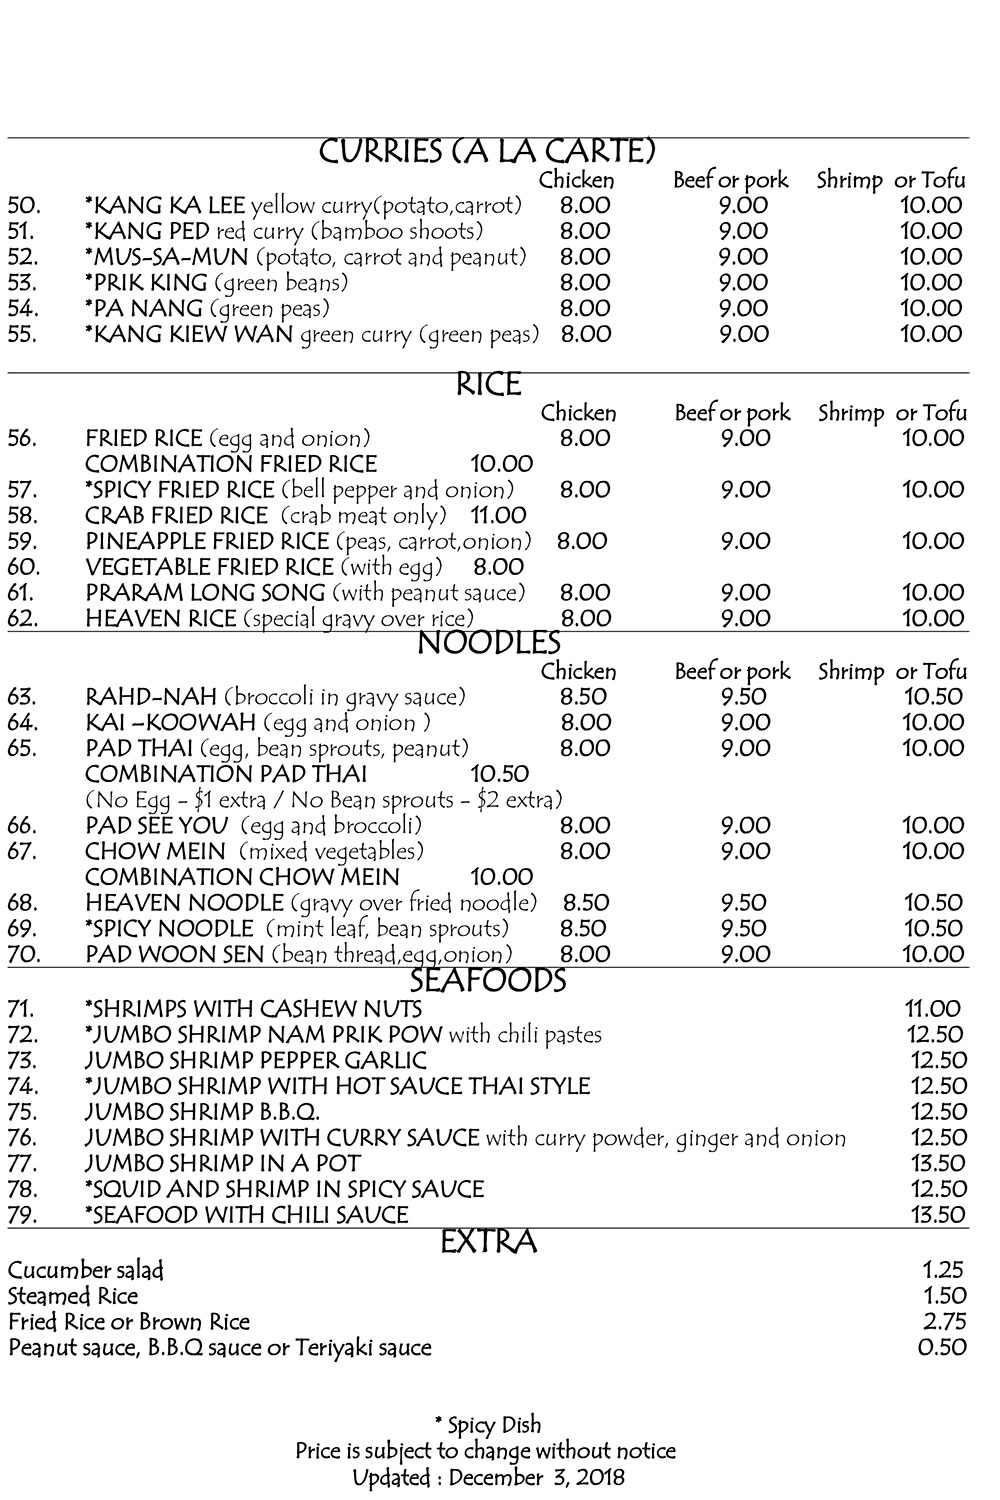 CURRIES (A LA CARTE)
Chicken Beef or pork Shrimp or Tofu
50. *KANG KA LEE yellow curry(potato,carrot) 8.00 9.00 10.00
51. *KANG PED red curry (bamboo shoots) 8.00 9.00 10.00
52. *MUS-SA-MUN (potato, carrot and peanut) 8.00 9.00 10.00
53. *PRIK KING (green beans) 8.00 9.00 10.00
54. *PA NANG (green peas) 8.00 9.00 10.00
55. *KANG KIEW WAN green curry (green peas) 8.00 9.00 10.00
RICE
Chicken Beef or pork Shrimp or Tofu
56. FRIED RICE (egg and onion) 8.00 9.00 10.00
COMBINATION FRIED RICE 10.00
57. *SPICY FRIED RICE (bell pepper and onion) 8.00 9.00 10.00
58. CRAB FRIED RICE (crab meat only) 11.00
59. PINEAPPLE FRIED RICE (peas, carrot,onion) 8.00 9.00 10.00
60. VEGETABLE FRIED RICE (with egg) 8.00
61. PRARAM LONG SONG (with peanut sauce) 8.00 9.00 10.00
62. HEAVEN RICE (special gravy over rice) 8.00 9.00 10.00
NOODLES
Chicken Beef or pork Shrimp or Tofu
63. RAHD-NAH (broccoli in gravy sauce) 8.50 9.50 10.50
64. KAI –KOOWAH (egg and onion ) 8.00 9.00 10.00
65. PAD THAI (egg, bean sprouts, peanut) 8.00 9.00 10.00
COMBINATION PAD THAI 10.50
(No Egg – $1 extra / No Bean sprouts – $2 extra)
66. PAD SEE YOU (egg and broccoli) 8.00 9.00 10.00
67. CHOW MEIN (mixed vegetables) 8.00 9.00 10.00
COMBINATION CHOW MEIN 10.00
68. HEAVEN NOODLE (gravy over fried noodle) 8.50 9.50 10.50
69. *SPICY NOODLE (mint leaf, bean sprouts) 8.50 9.50 10.50
70. PAD WOON SEN (bean thread,egg,onion) 8.00 9.00 10.00
SEAFOODS
71. *SHRIMPS WITH CASHEW NUTS 11.00
72. *JUMBO SHRIMP NAM PRIK POW with chili pastes 12.50
73. JUMBO SHRIMP PEPPER GARLIC 12.50
74. *JUMBO SHRIMP WITH HOT SAUCE THAI STYLE 12.50
75. JUMBO SHRIMP B.B.Q. 12.50
76. JUMBO SHRIMP WITH CURRY SAUCE with curry powder, ginger and onion 12.50
77. JUMBO SHRIMP IN A POT 13.50
78. *SQUID AND SHRIMP IN SPICY SAUCE 12.50
79. *SEAFOOD WITH CHILI SAUCE 13.50
EXTRA
Cucumber salad 1.25
Steamed Rice 1.50
Fried Rice or Brown Rice 2.75
Peanut sauce, B.B.Q sauce or Teriyaki sauce 0.50
* Spicy Dish
Price is subject to change without notice
Updated : December 3, 2018